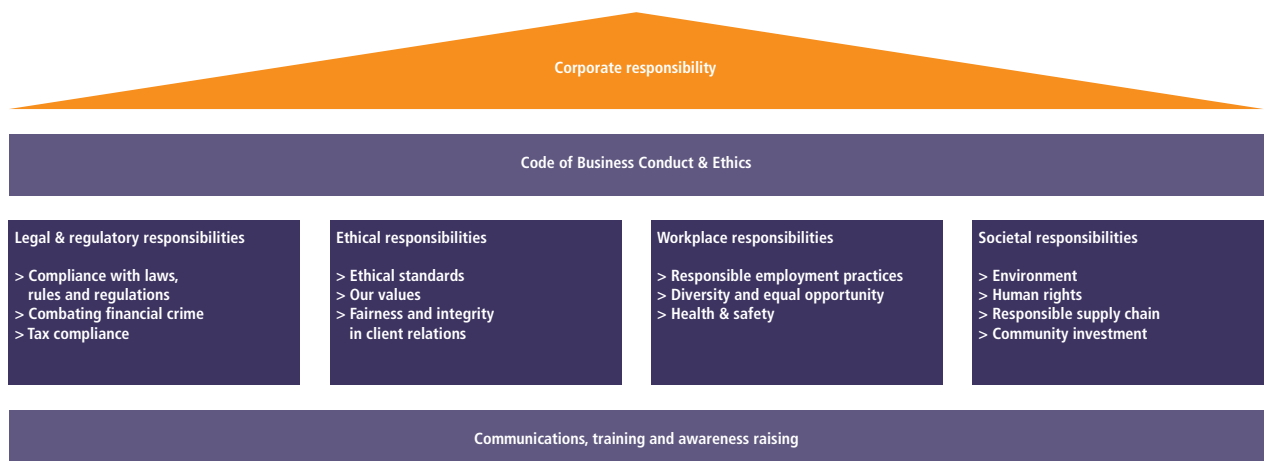 Corporate responsibility
Code of Business Conduct & Ethics
Legal & regulatory responsibilities
> Compliance with laws,
rules and regulations
> Combating financial crime
> Tax compliance
Ethical responsibilities
> Ethical standards
> Our values
> Fairness and integrity
in client relations
Workplace responsibilities
> Responsible employment practices
> Diversity and equal opportunity
> Health & safety
Societal responsibilities
> Environment
> Human rights
> Responsible supply chain
> Community investment
Communications, training and awareness raising